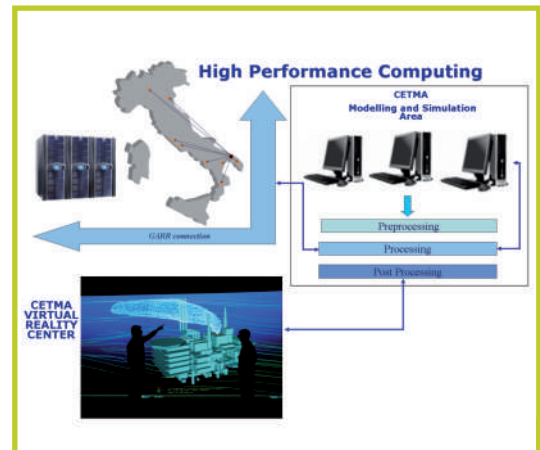 High Performance Computing
CETMA
Modelling and Simulation
Area
Preprocessing
Processing
Post Processing
GARR connection
CETMA
VIRTUAL
REALITY
CENTER